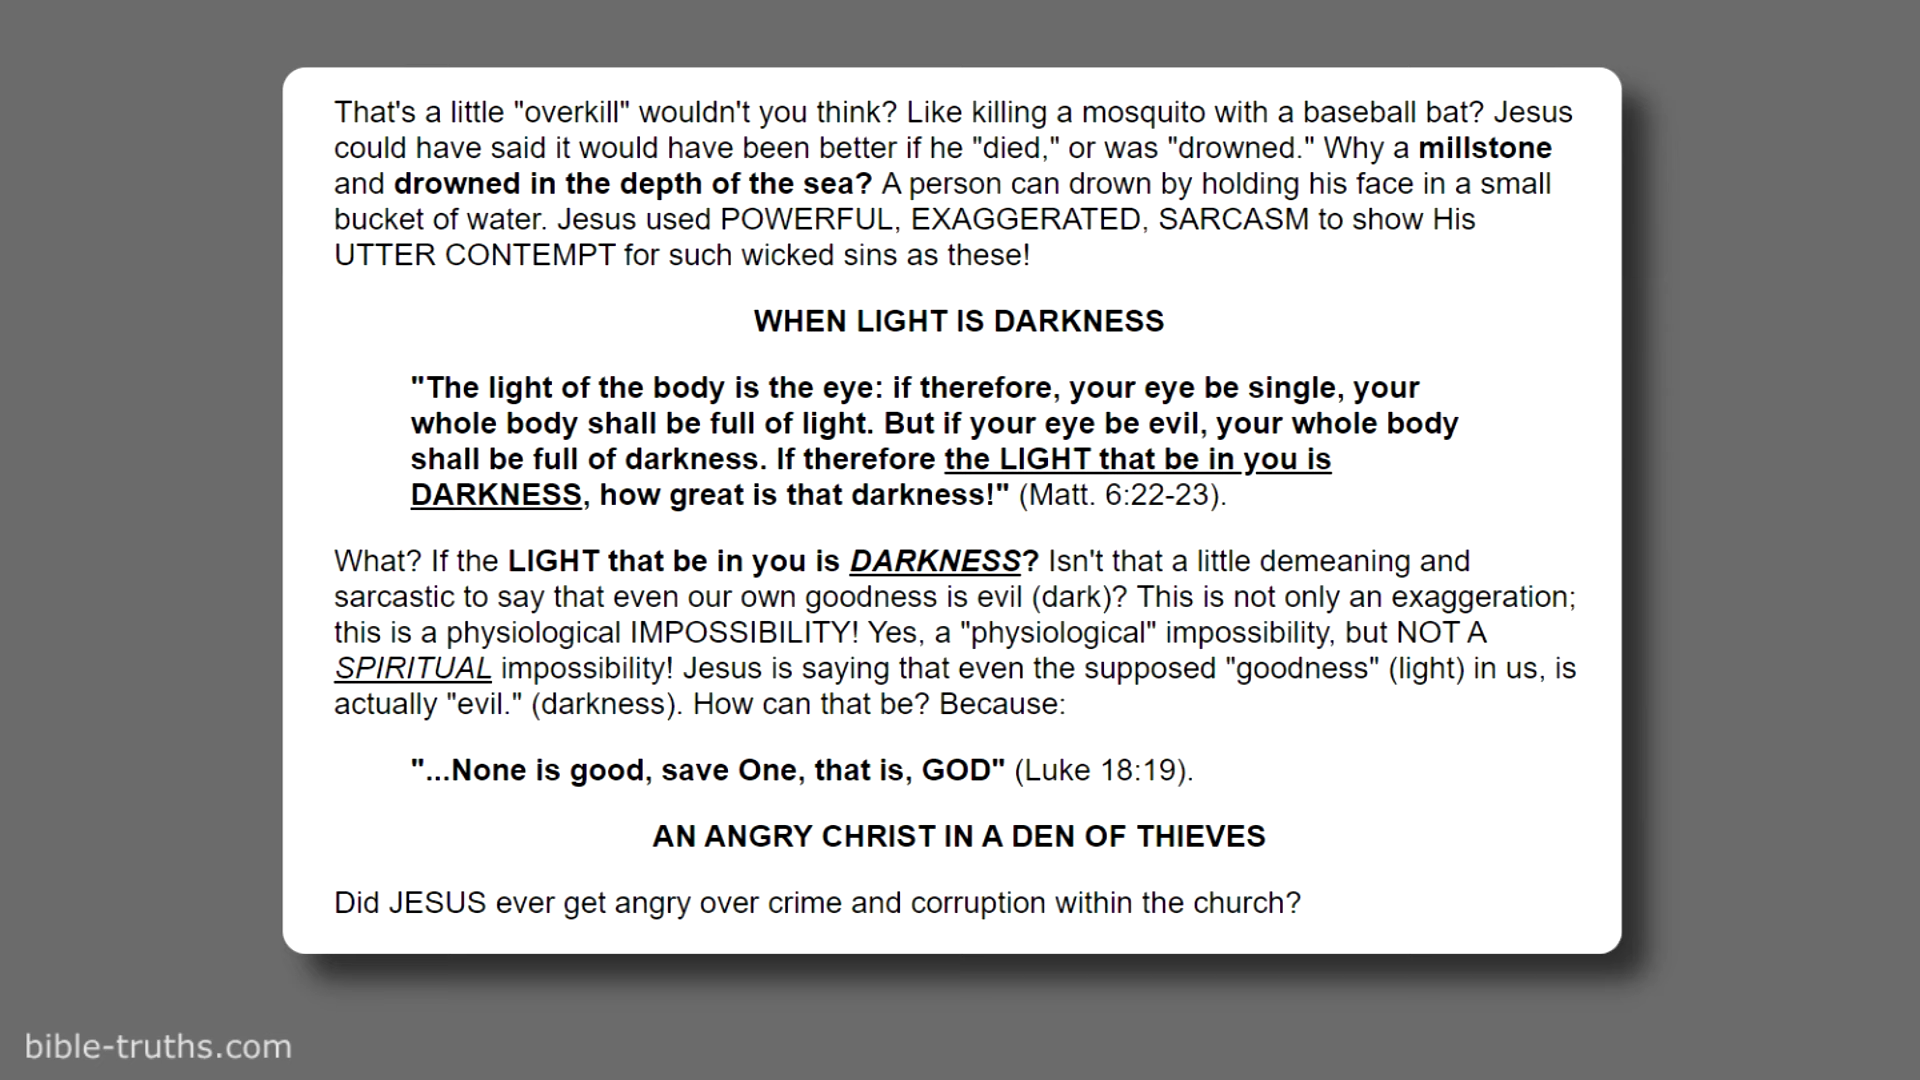 That's a little "overkill" wouldn't you think? Like killing a mosquito with a baseball bat? Jesus
could have said it would have been better if he "died," or was "drowned." Why a millstone
and drowned in the depth of the sea? A person can drown by holding his face in a small
bucket of water. Jesus used POWERFUL, EXAGGERATED, SARCASM to show His
UTTER CONTEMPT for such wicked sins as these!
WHEN LIGHT IS DARKNESS
"The light of the body is the eye: if therefore, your eye be single, your
whole body shall be full of light. But if your eye be evil, your whole body
shall be full of darkness. If therefore the LIGHT that be in you is
DARKNESS, how great is that darkness!" (Matt. 6:22-23).
What? If the LIGHT that be in you is DARKNESS? Isn't that a little demeaning and
sarcastic to say that even our own goodness is evil (dark)? This is not only an exaggeration;
this is a physiological IMPOSSIBILITY! Yes, a "physiological" impossibility, but NOT A
SPIRITUAL impossibility! Jesus is saying that even the supposed "goodness" (light) in us, is
actually "evil." (darkness). How can that be? Because:
"...None is good, save One, that is, GOD" (Luke 18:19).
AN ANGRY CHRIST IN A DEN OF THIEVES
Did JESUS ever get angry over crime and corruption within the church?
bible-truths.com